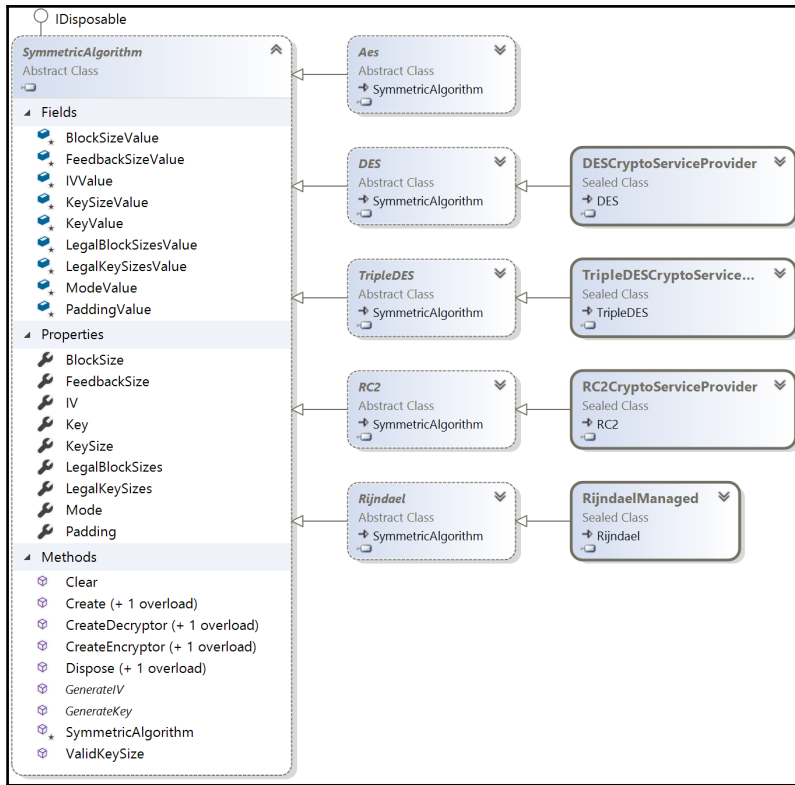 IDisposable
SymmetricAlgorithm
Abstract Class
Fields
BlockSizeValue
FeedbackSizeValue
IVValue
KeySizeValue
KeyValue
LegalBlockSizesValue
LegalKeySizesValue
ModeValue
PaddingValue
Properties
BlockSize
FeedbackSize
IV
Key
KeySize
LegalBlockSizes
LegalKeySizes
Mode
Padding
Methods
Clear
Create (+ 1 overload)
CreateDecryptor (+ 1 overload)
CreateEncryptor (+ 1 overload)
Dispose (+ 1 overload)
GenerateIV
GenerateKey
SymmetricAlgorithm
ValidKeySize
Aes
Abstract Class
SymmetricAlgorithm
DES
Abstract Class
SymmetricAlgorithm
DESCryptoServiceProvider
Sealed Class
DES
TripleDES
Abstract Class
SymmetricAlgorithm
TripleDESCryptoService...
Sealed Class
TripleDES
RC2
Abstract Class
SymmetricAlgorithm
RC2CryptoServiceProvider
Sealed Class
RC2
Rijndael
Abstract Class
SymmetricAlgorithm
RijndaelManaged
Sealed Class
Rijndael